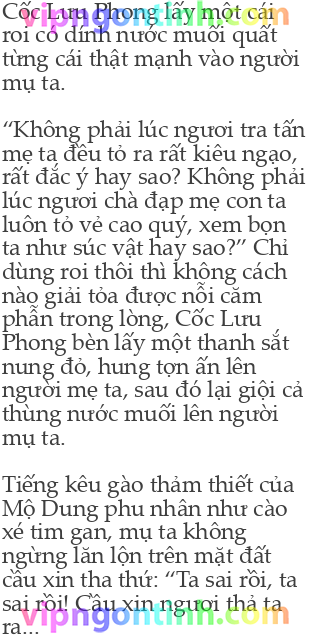 Cốc Lưu Phong lấy một cái
roi có dính nước muối quất
từng cái thật mạnh vào người
mụ ta.
“Không phải lúc ngươi tra tấn
mẹ ta đều tỏ ra rất kiêu ngạo,
rất đắc ý hay sao? Không phải
lúc ngươi chà đạp mẹ con ta
luôn tỏ vẻ cao quý, xem bọn
ta như súc vật hay sao?” Chỉ
dùng roi thôi thì không cách
nào giải tỏa được nỗi căm
phẫn trong lòng, Cốc Lưu
Phong bèn lấy một thanh sắt
nung đỏ, hung tợn ấn lên
người mẹ ta, sau đó lại giội cả
thùng nước muối lên người
mụ ta.
Tiếng kêu gào thảm thiết của
Mộ Dung phu nhân như cào
xé tim gan, mụ ta không
ngừng lăn lộn trên mặt đất
cầu xin tha thứ: “Ta sai rồi, ta
sai rồi! Cầu xin ngươi thả ta
ra...
vipngontinh.com
vipngontinh.com
vipngontinh.com